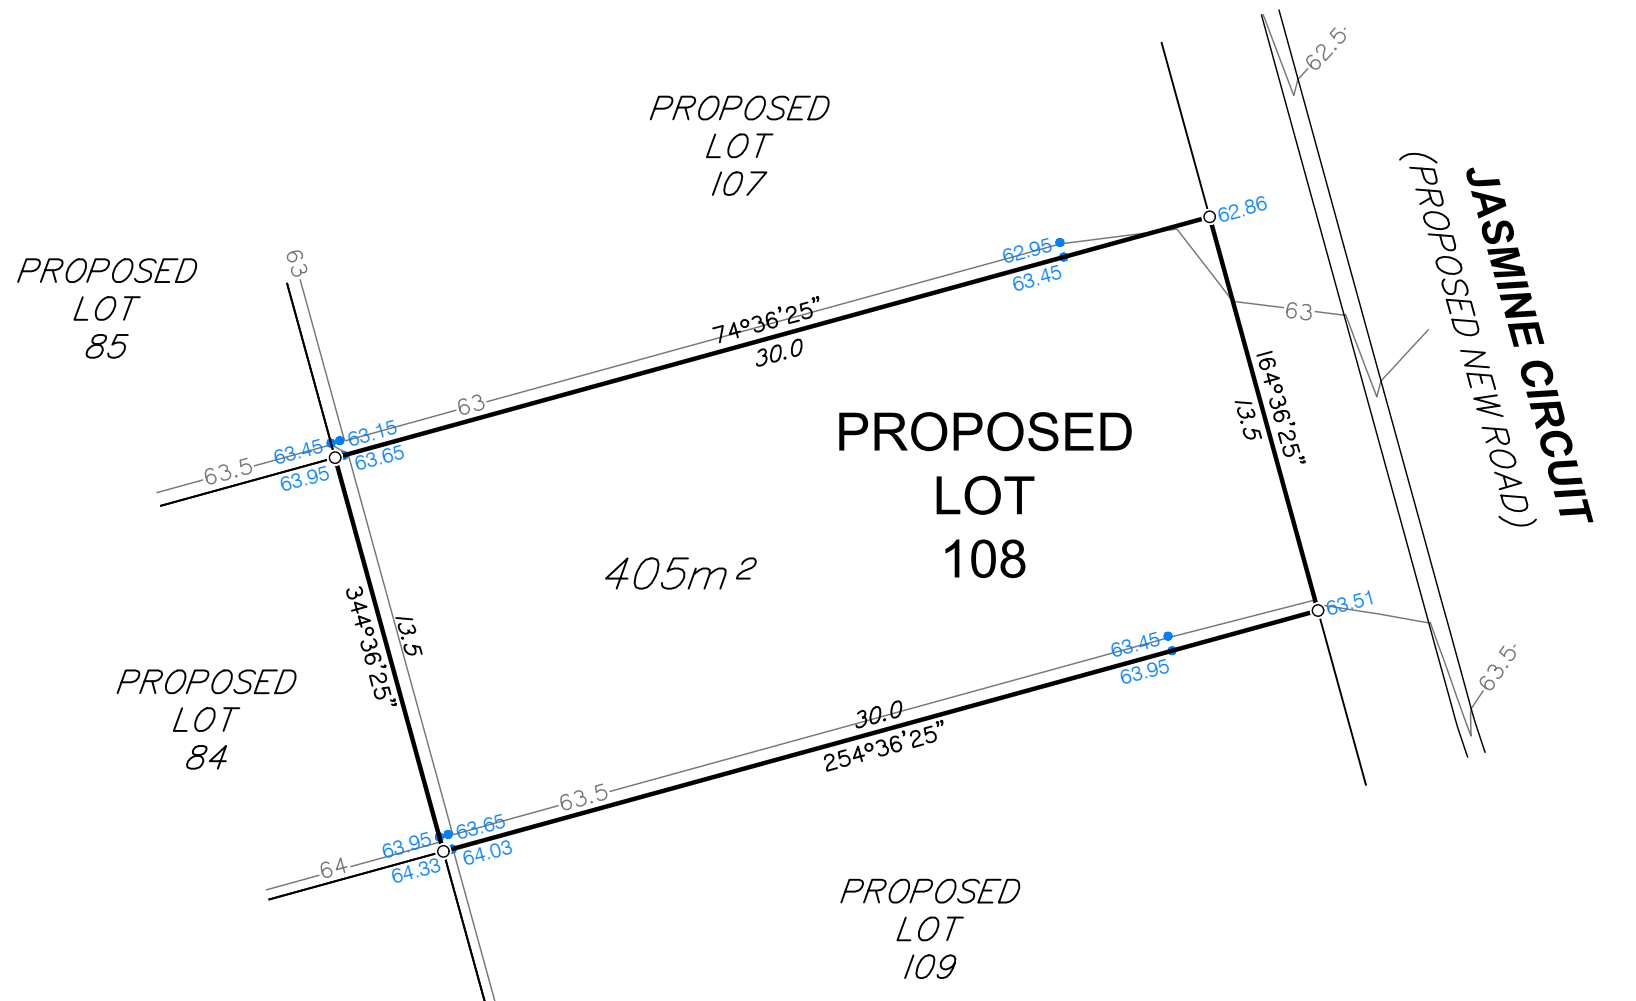 62.5
PROPOSED
LOT
107
JASMINE CIRCUIT
(PROPOSED NEW ROAD)
62.86
PROPOSED
LOT
85
63
62.95
63.45
74°36'25"
30.0
63
63
164°36'25"
13.5
PROPOSED
LOT
108
63.45
63.15
63.5
63.95
63.65
405m²
344°36'25"
13.5
63.51
63.45
63.95
63.5
PROPOSED
LOT
84
30.0
254°36'25"
63.5
63.95
63.65
64
64.33
64.03
PROPOSED
LOT
109